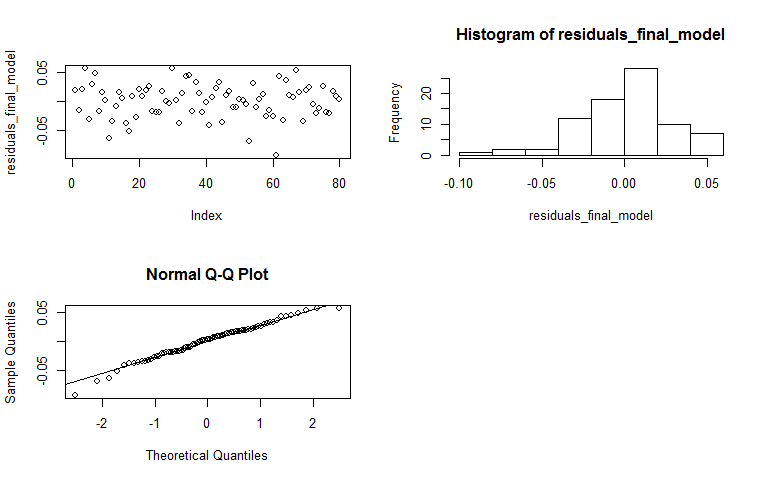 residuals_final_model
0.05
-0.05
0
20
40
60
80
Index
Histogram of residuals_final_model
Frequency
20
10
0
-0.10
-0.05
0.00
0.05
residuals_final_model
Normal Q-Q Plot
Sample Quantiles
0.05
-0.05
-2
-1
0
1
2
Theoretical Quantiles